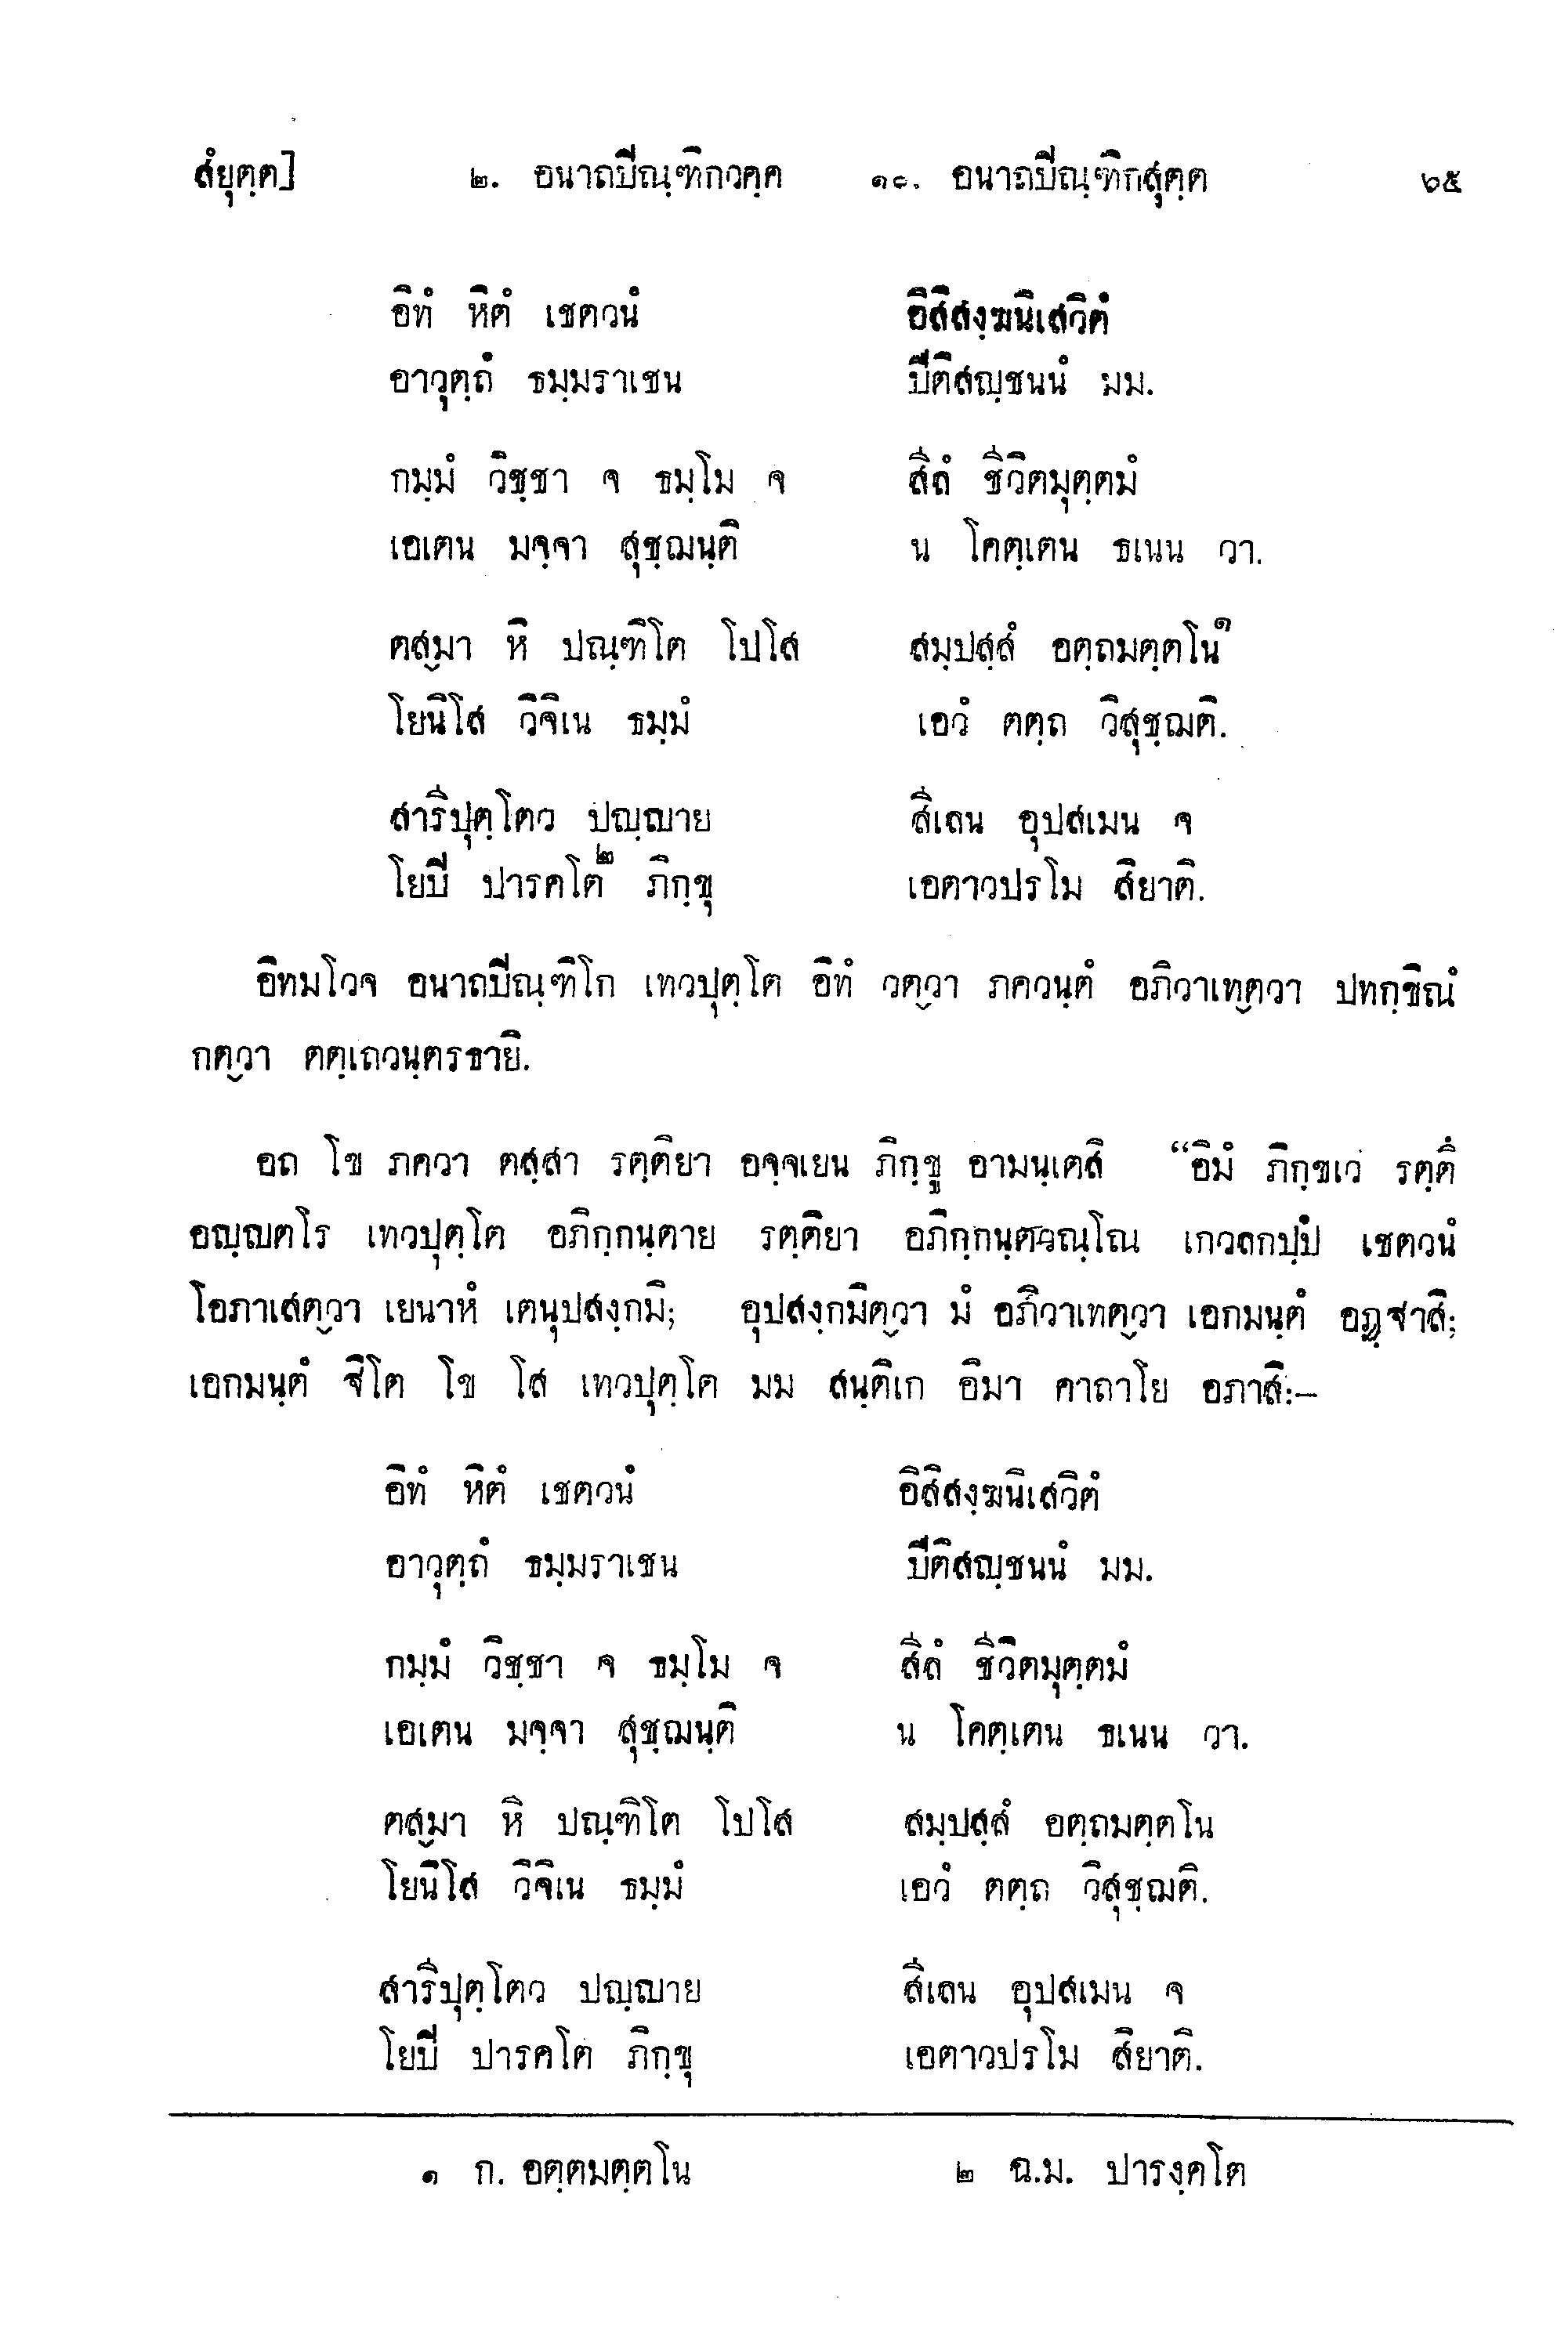 สํยุตฺต] ๒. อนาถปิณฺฑิกวคฺค ๑๐. อนาถปิณฺฑิกสุตฺต ๖๕
อิทํ หิตํ เชตวนํ อิสิสงฺฆนิเสวิตํ
อาวุตฺถํ ธมฺมราเชน ปีติสญฺชนนํ มม.
กมฺมํ วิชฺชา จ ธมฺโม จ สีลํ ชีวิตมุตฺตมํ
เอเตน มจฺจา สุชฺฌนฺติ น โคตฺเตน ธเนน วา.
ตสฺมา หิ ปณฺฑิโต โปโส สมฺปสฺสํ อตฺถมตฺตโน๑
โยนิโส วิจิเน ธมฺมํ เอวํ ตตฺถ วิสุชฺฌติ.
สารีปุตฺโตว ปญฺญาย สีเลน อุปสเมน จ
โยปิ ปารคโต๒ ภิกฺขุ เอตาวปรโม สิยาติ.
อิทมโวจ อนาถปิณฺฑิโก เทวปุตฺโต อิทํ วตฺวา ภควนฺตํ อภิวาเทตฺวา ปทกฺขิณํ
กตฺวา ตตฺเถวนฺตรธายิ.
อถ โข ภควา ตสฺสา รตฺติยา อจฺจเยน ภิกฺขู อามนฺเตสิ “อิมํ ภิกฺขเว รตฺตึ
อญฺญตโร เทวปุตฺโต อภิกฺกนฺตาย รตฺติยา อภิกฺกนฺตวณฺโณ เกวลกปฺปํ เชตวนํ
โอภาเสตฺวา เยนาหํ เตนุปสงฺกมิ; อุปสงฺกมิตฺวา มํ อภิวาเทตฺวา เอกมนฺตํ อฏฺฐาสิ;
เอกมนฺตํ ฐิโต โข โส เทวปุตฺโต มม สนฺติเก อิมา คาถาโย อภาสิ:—
อิทํ หิตํ เชตวนํ อิสิสงฺฆนิเสวิตํ
อาวุตฺถํ ธมฺมราเชน ปีติสญฺชนนํ มม.
กมฺมํ วิชฺชา จ ธมฺโม จ สีลํ ชีวิตมุตฺตมํ
เอเตน มจฺจา สุชฺฌนฺติ น โคตฺเตน ธเนน วา.
ตสฺมา หิ ปณฺฑิโต โปโส สมฺปสฺสํ อตฺถมตฺตโน
โยนิโส วิจิเน ธมฺมํ เอวํ ตตฺถ วิสุชฺฌติ.
สารีปุตฺโตว ปญฺญาย สีเลน อุปสเมน จ
โยปิ ปารคโต ภิกฺขุ เอตาวปรโม สิยาติ.
๑ ก. อตฺตมตฺตโน ๒ ฉ.ม. ปารงฺคโต